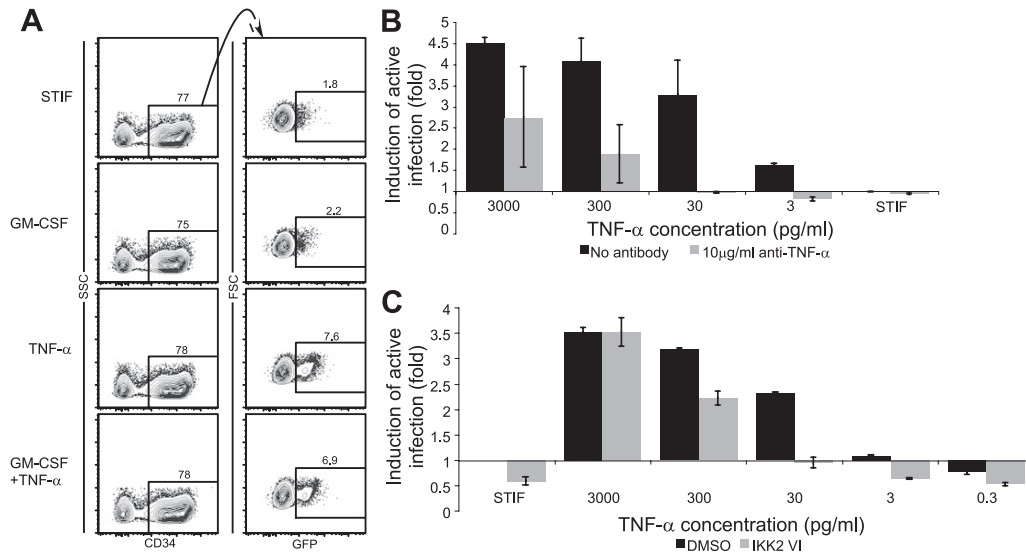 A
STIF
77
1.8
GM-CSF
75
2.2
TNF-α
78
7.6
GM-CSF
+TNF-α
78
6.9
SSC
FSC
CD34
GFP
B
Induction of active
infection (fold)
5
4.5
4
3.5
3
2.5
2
1.5
1
0.5
0
3000
300
30
3
STIF
TNF-α concentration (pg/ml)
No antibody
10µg/ml anti-TNF-α
C
Induction of active
infection (fold)
4
3.5
3
2.5
2
1.5
1
0.5
0
STIF
3000
300
30
3
0.3
TNF-α concentration (pg/ml)
DMSO
IKK2 VI